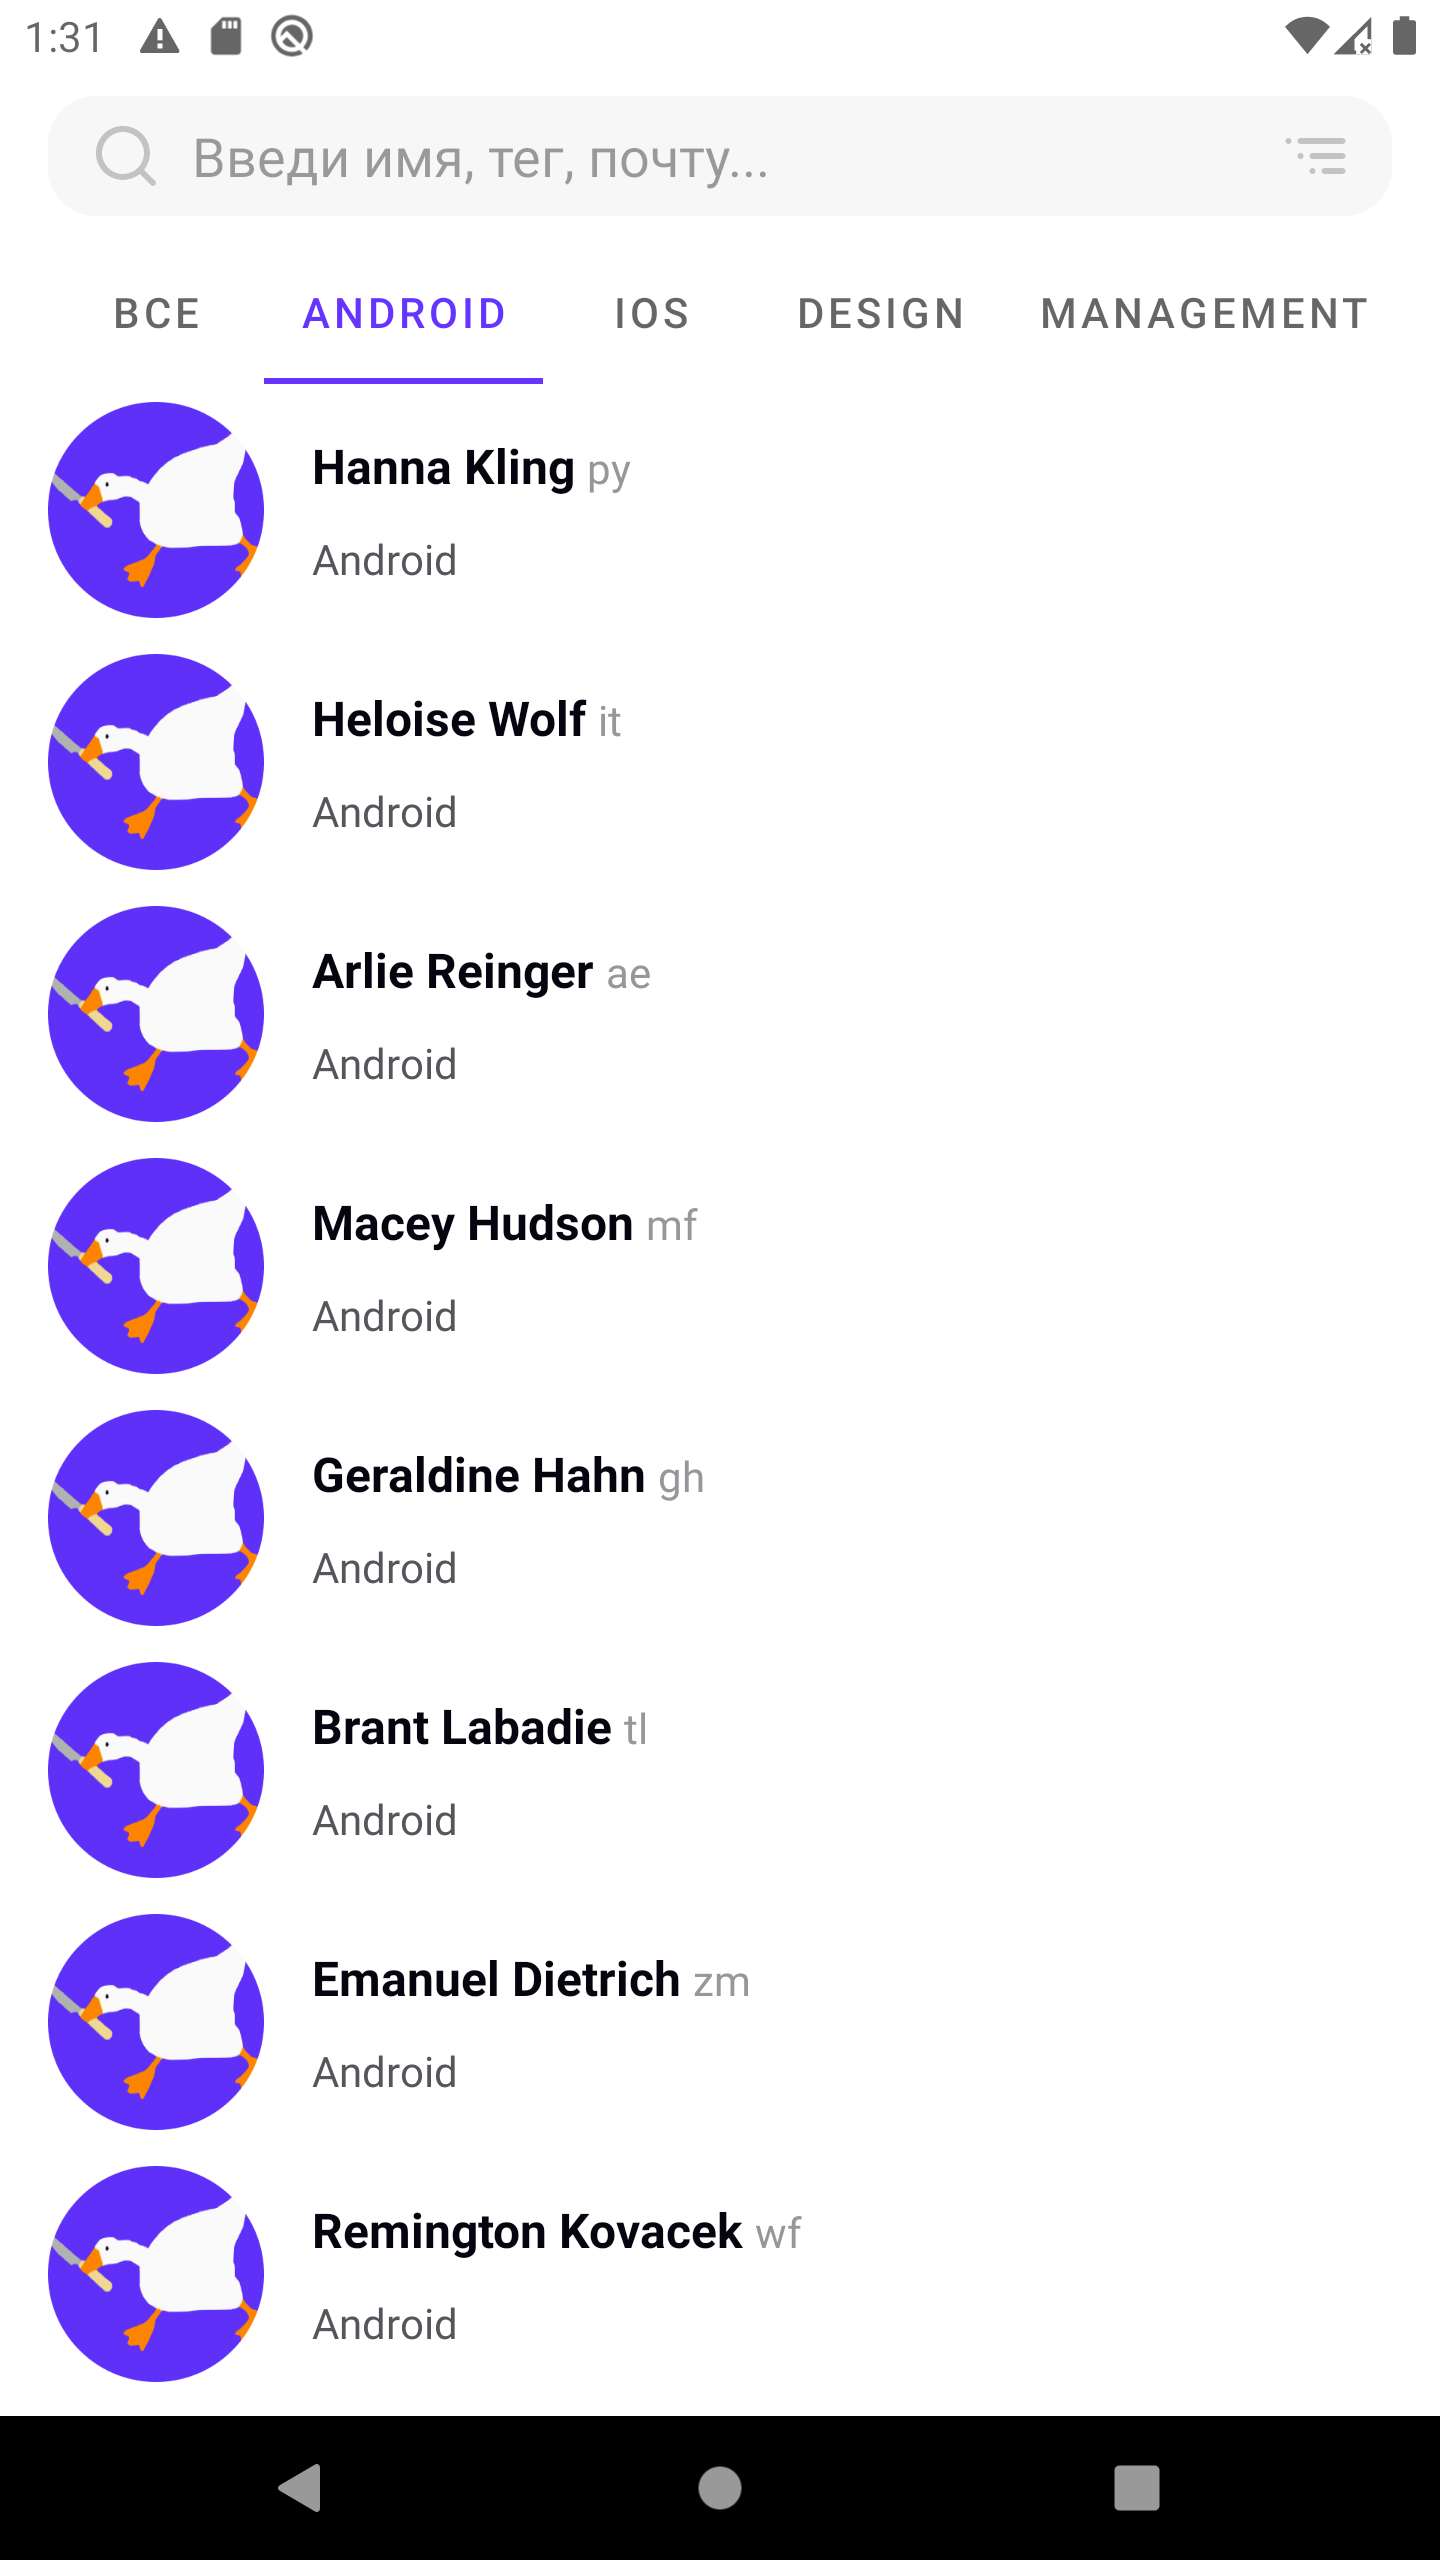 1:31
Введи имя, тег, почту...
ВСЕ ANDROID IOS DESIGN MANAGEMENT
Hanna Kling py
Android
Heloise Wolf it
Android
Arlie Reinger ae
Android
Macey Hudson mf
Android
Geraldine Hahn gh
Android
Brant Labadie tl
Android
Emanuel Dietrich zm
Android
Remington Kovacek wf
Android